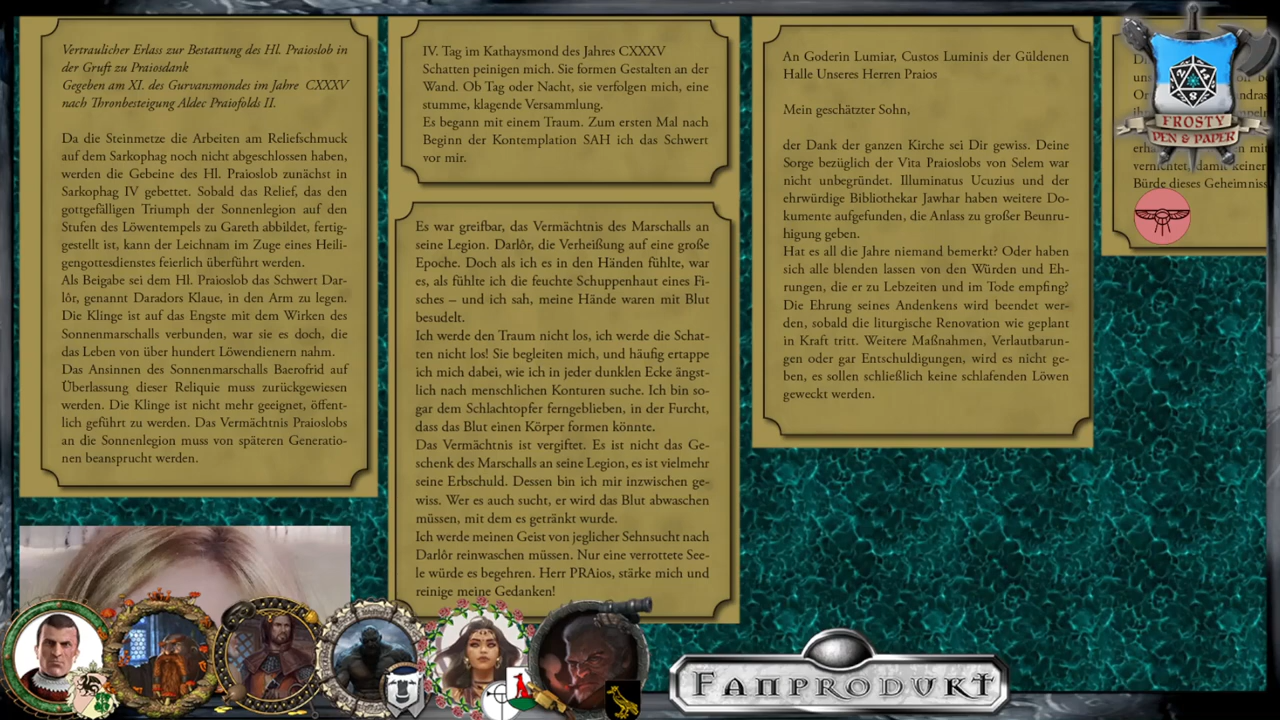 Vertraulicher Erlass zur Bestattung des Hl. Praioslob in
der Gruft zu Praiosdank
Gegeben am XI. des Gurvansmondes im Jahre CXXXV
nach Thronbesteigung Aldec Praiofolds II.
Da die Steinmetze die Arbeiten am Reliefschmuck
auf dem Sarkophag noch nicht abgeschlossen haben,
werden die Gebeine des Hl. Praioslob zunächst in
Sarkophag IV gebettet. Sobald das Relief, das den
gottgefälligen Triumph der Sonnenlegion auf den
Stufen des Löwentempels zu Gareth abbildet, fertig-
gestellt ist, kann der Leichnam im Zuge eines Heili-
gengottesdienstes feierlich überführt werden.
Als Beigabe sei dem Hl. Praioslob das Schwert Dar-
lôr, genannt Daradors Klaue, in den Arm zu legen.
Die Klinge ist auf das Engste mit dem Wirken des
Sonnenmarschalls verbunden, war sie es doch, die
das Leben von über hundert Löwendienern nahm.
Das Ansinnen des Sonnenmarschalls Baerofrid auf
Überlassung dieser Reliquie muss zurückgewiesen
werden. Die Klinge ist nicht mehr geeignet, öffent-
lich geführt zu werden. Das Vermächtnis Praioslobs
an die Sonnenlegion muss von späteren Generatio-
nen beansprucht werden.
IV. Tag im Kathaysmond des Jahres CXXXV
Schatten peinigen mich. Sie formen Gestalten an der
Wand. Ob Tag oder Nacht, sie verfolgen mich, eine
stumme, klagende Versammlung.
Es begann mit einem Traum. Zum ersten Mal nach
Beginn der Kontemplation SAH ich das Schwert
vor mir.
Es war greifbar, das Vermächtnis des Marschalls an
seine Legion. Darlôr, die Verheißung auf eine große
Epoche. Doch als ich es in den Händen fühlte, war
es, als fühlte ich die feuchte Schuppenhaut eines Fi-
sches – und ich sah, meine Hände waren mit Blut
besudelt.
Ich werde den Traum nicht los, ich werde die Schat-
ten nicht los! Sie begleiten mich, und häufig ertappe
ich mich dabei, wie ich in jeder dunklen Ecke ängst-
lich nach menschlichen Konturen suche. Ich bin so-
gar dem Schlachtopfer ferngeblieben, in der Furcht,
dass das Blut einen Körper formen könnte.
Das Vermächtnis ist vergiftet. Es ist nicht das Ge-
schenk des Marschalls an seine Legion, es ist vielmehr
seine Erbschuld. Dessen bin ich mir inzwischen ge-
wiss. Wer es auch sucht, er wird das Blut abwaschen
müssen, mit dem es getränkt wurde.
Ich werde meinen Geist von jeglicher Sehnsucht nach
Darlôr reinwaschen müssen. Nur eine verrottete See-
le würde es begehren. Herr PRAios, stärke mich und
reinige meine Gedanken!
An Goderin Lumiar, Custos Luminis der Güldenen
Halle Unseres Herren Praios
Mein geschätzter Sohn,
der Dank der ganzen Kirche sei Dir gewiss. Deine
Sorge bezüglich der Vita Praioslobs von Selem war
nicht unbegründet. Illuminatus Ucuzius und der
ehrwürdige Bibliothekar Jawhar haben weitere Do-
kumente aufgefunden, die Anlass zu großer Beunru-
higung geben.
Hat es all die Jahre niemand bemerkt? Oder haben
sich alle blenden lassen von den Würden und Eh-
rungen, die er zu Lebzeiten und im Tode empfing?
Die Ehrung seines Andenkens wird beendet wer-
den, sobald die liturgische Renovation wie geplant
in Kraft tritt. Weitere Maßnahmen, Verlautbarun-
gen oder gar Entschuldigungen, wird es nicht ge-
ben, es sollen schließlich keine schlafenden Löwen
geweckt werden.
vernichtet, damit keiner
Bürde dieses Geheimniss
FROSTY
PEN & PAPER
FANPRODUKT